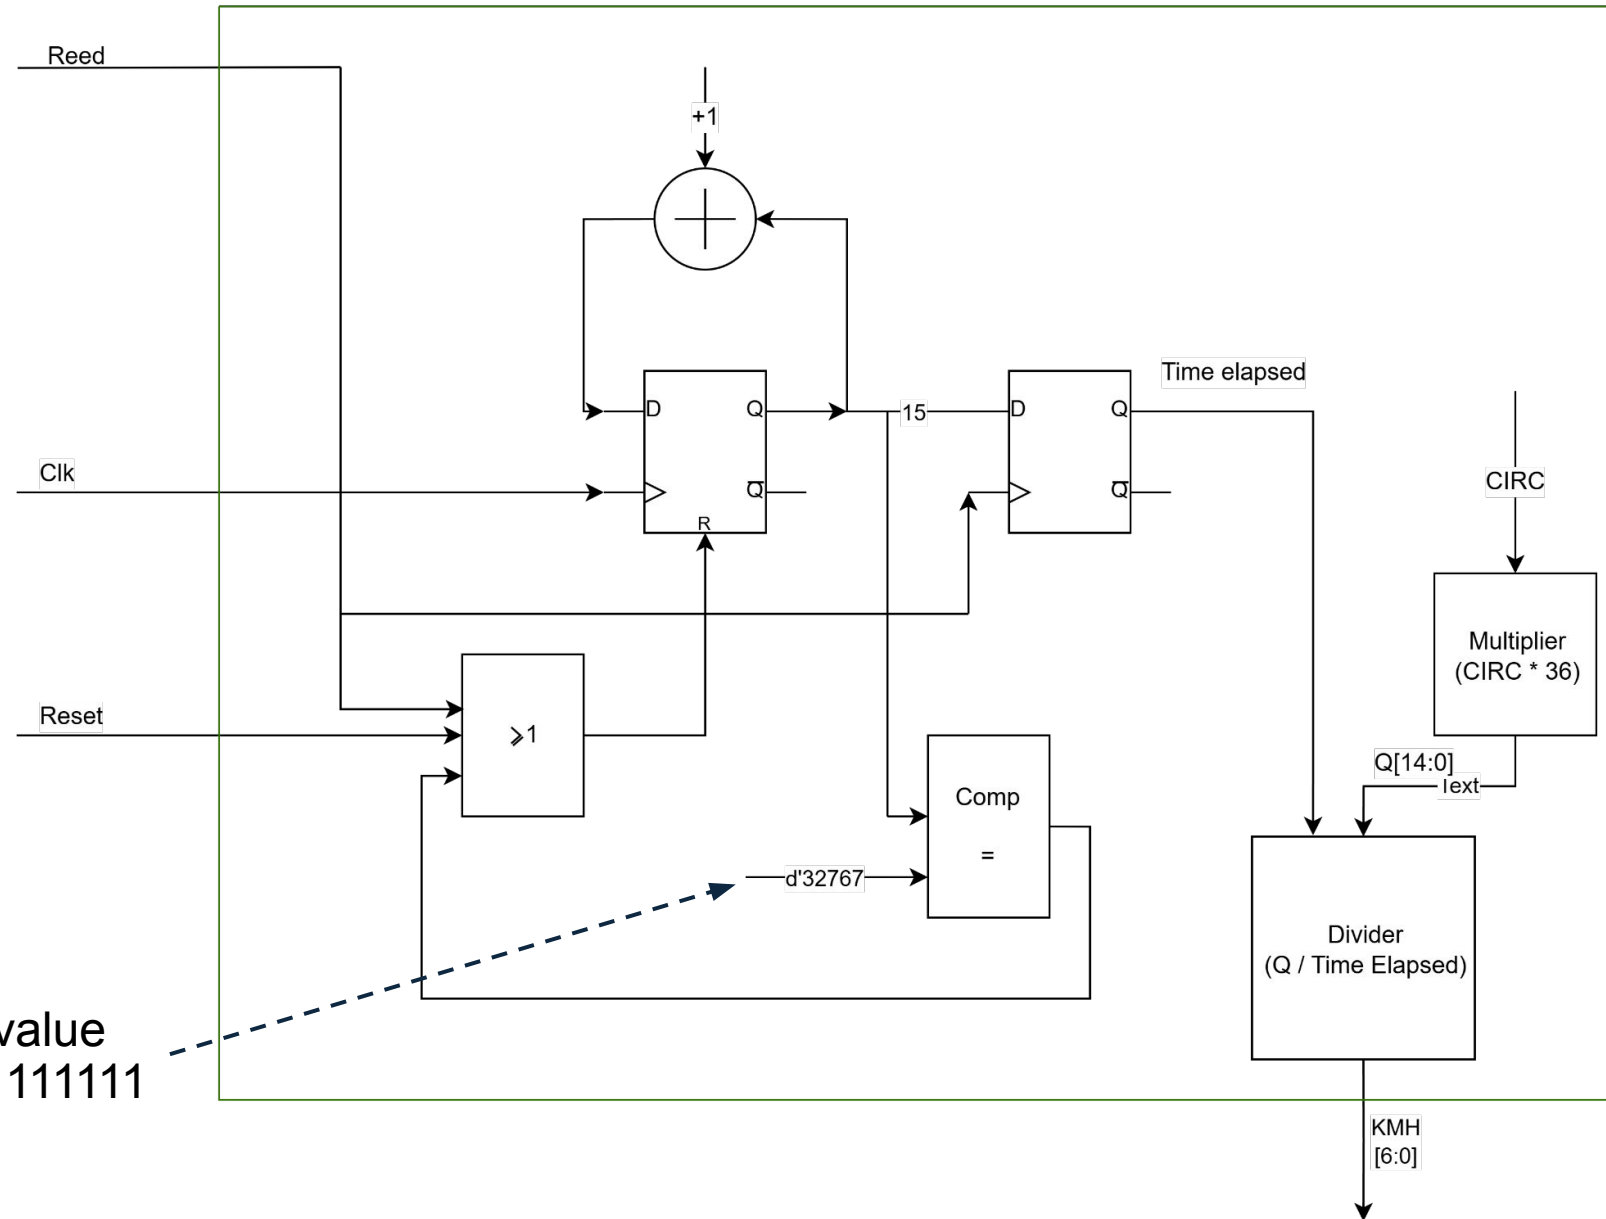 Reed
+1
D
Q
Q
R
15
D
Q
Q
Time elapsed
Clk
CIRC
Multiplier
(CIRC * 36)
Reset
≥1
Q[14:0]
Text
Comp
=
d'32767
Divider
(Q / Time Elapsed)
value
111111
KMH
[6:0]